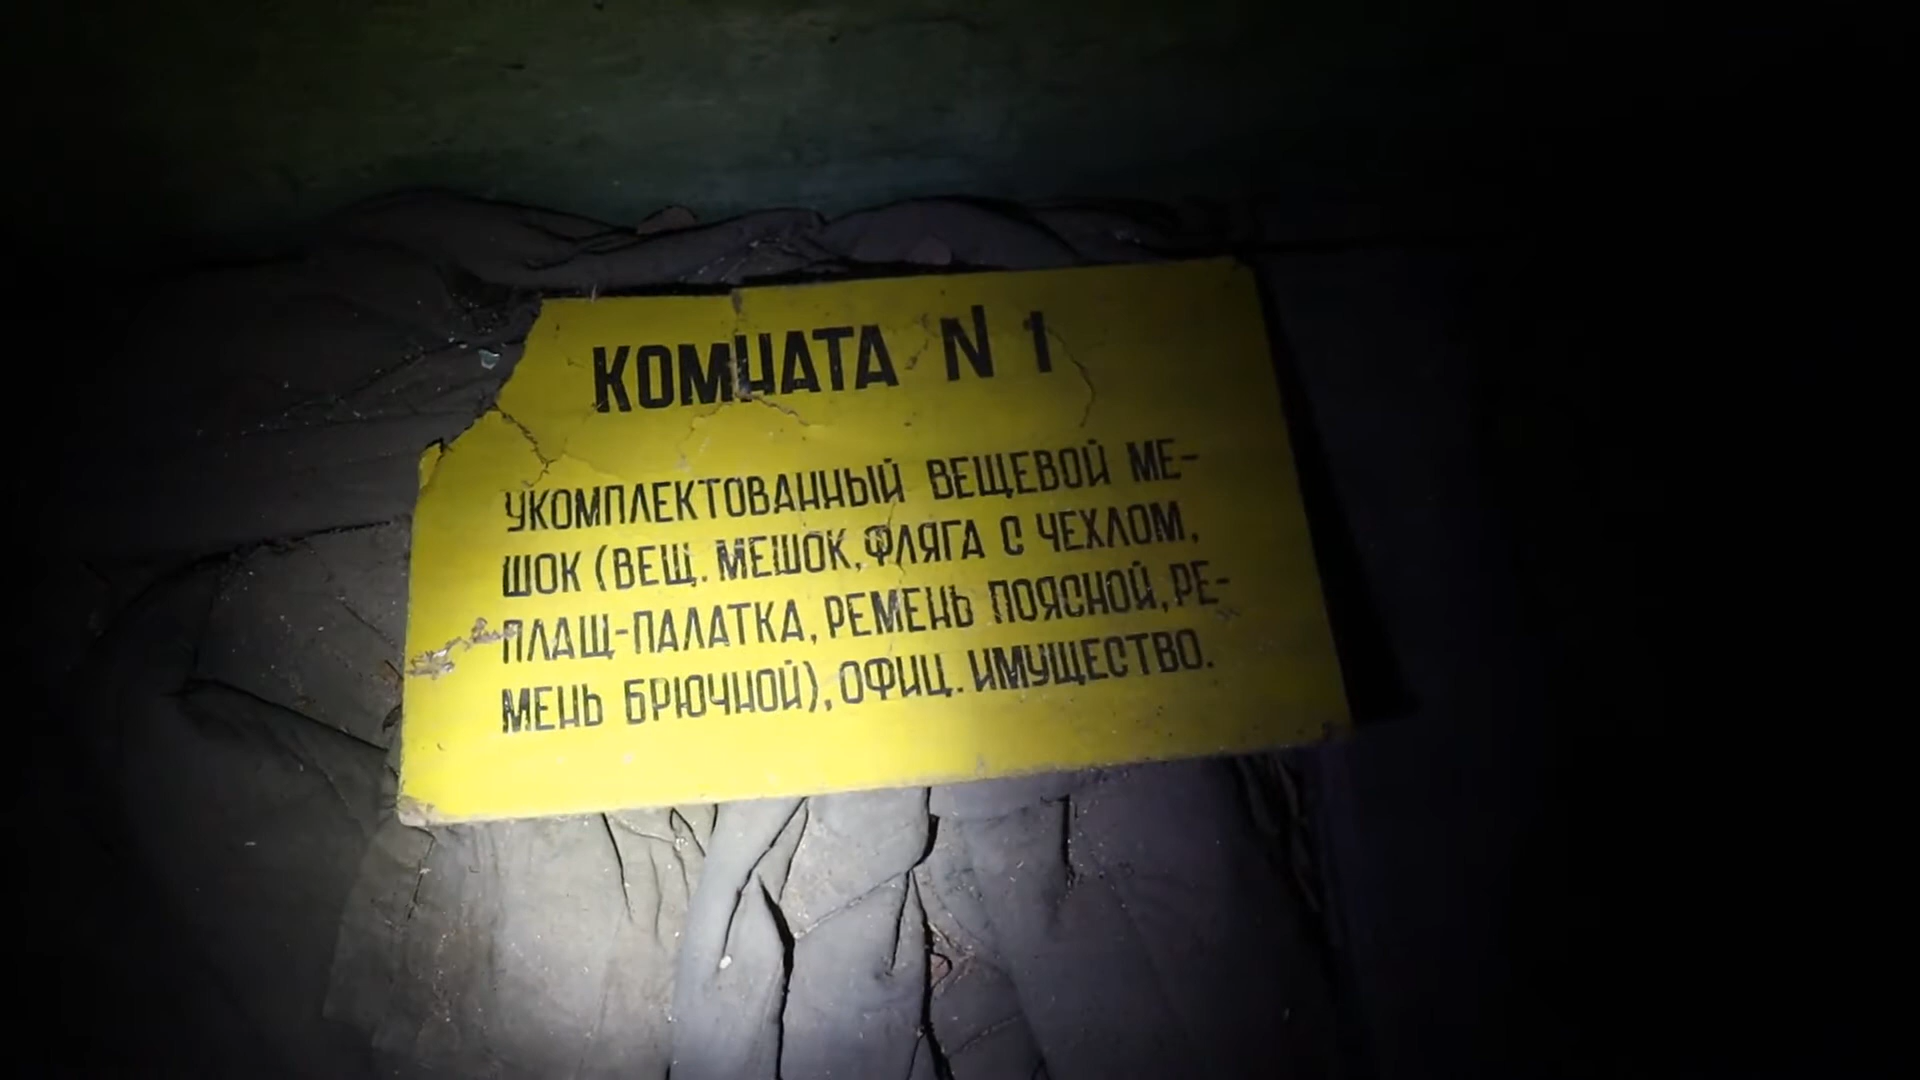 КОМНАТА N 1
УКОМПЛЕКТОВАННЫЙ ВЕЩЕВОЙ МЕ-
ШОК (ВЕЩ. МЕШОК, ФЛЯГА С ЧЕХЛОМ,
ПЛАЩ-ПАЛАТКА, РЕМЕНЬ ПОЯСНОЙ, РЕ-
МЕНЬ БРЮЧНОЙ), ОФИЦ. ИМУЩЕСТВО.